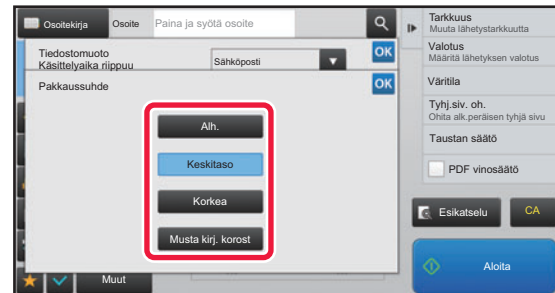 Osoitekirja
Osoite
Paina ja syötä osoite
Tiedostomuoto
Käsittelyaika riippuu
Sähköposti
OK
Pakkaussuhde
OK
Alh.
Keskitaso
Korkea
Musta kirj. korost
Muut
Tarkkuus
Muuta lähetystarkkuutta
Valotus
Määritä lähetyksen valotus
Väritila
Tyhj.siv. oh.
Ohita alk.peräisen tyhjä sivu
Taustan säätö
PDF vinosäätö
Esikatselu
CA
Aloita